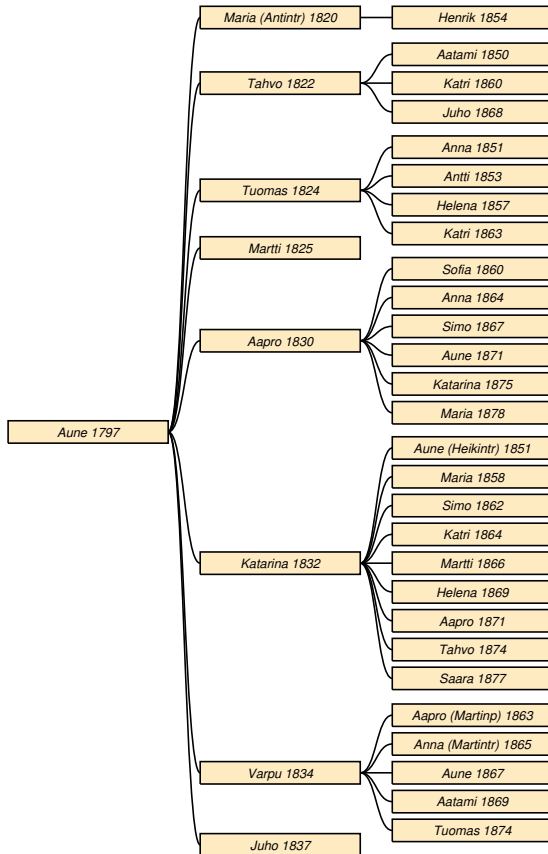 Aune 1797
Maria (Antintr) 1820
Henrik 1854
Tahvo 1822
Aatami 1850
Katri 1860
Juho 1868
Tuomas 1824
Anna 1851
Antti 1853
Helena 1857
Katri 1863
Martti 1825
Aapro 1830
Sofia 1860
Anna 1864
Simo 1867
Aune 1871
Katarina 1875
Maria 1878
Katarina 1832
Aune (Heikintr) 1851
Maria 1858
Simo 1862
Katri 1864
Martti 1866
Helena 1869
Aapro 1871
Tahvo 1874
Saara 1877
Varpu 1834
Aapro (Martinp) 1863
Anna (Martintr) 1865
Aune 1867
Aatami 1869
Tuomas 1874
Juho 1837